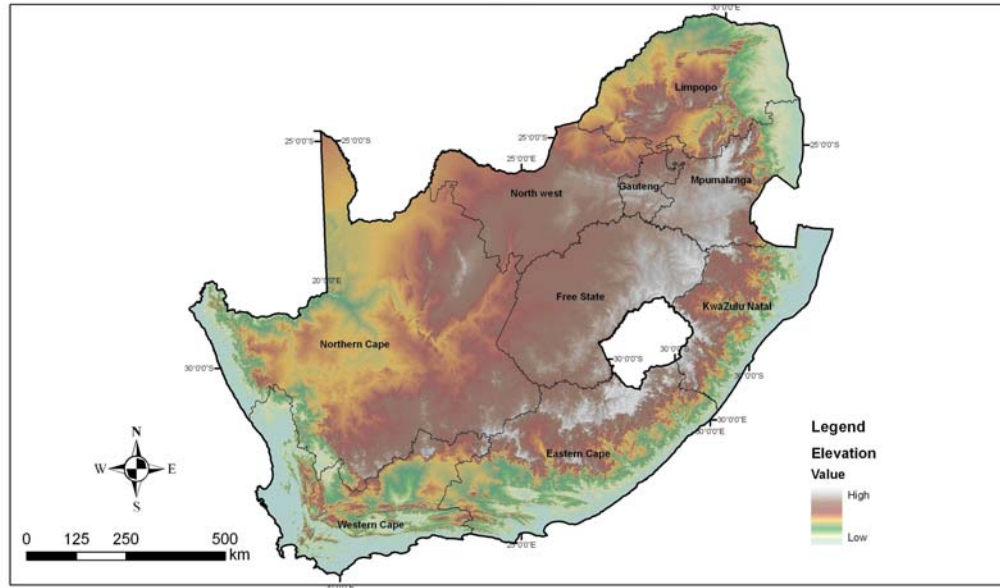 30°0'0"E
Limpopo
25°0'0"S
25°0'0"S
25°0'0"S
25°0'0"S
25°0'0"E
North west
Gauteng
Mpumalanga
20°0'0"E
Free State
KwaZulu Natal
Northern Cape
30°0'0"S
30°0'0"S
30°0'0"E
30°0'0"S
30°0'0"S
30°0'0"E
Eastern Cape
Western Cape
25°0'0"E
N
W
E
S
0 125 250 500
km
Legend
Elevation
Value
High
Low